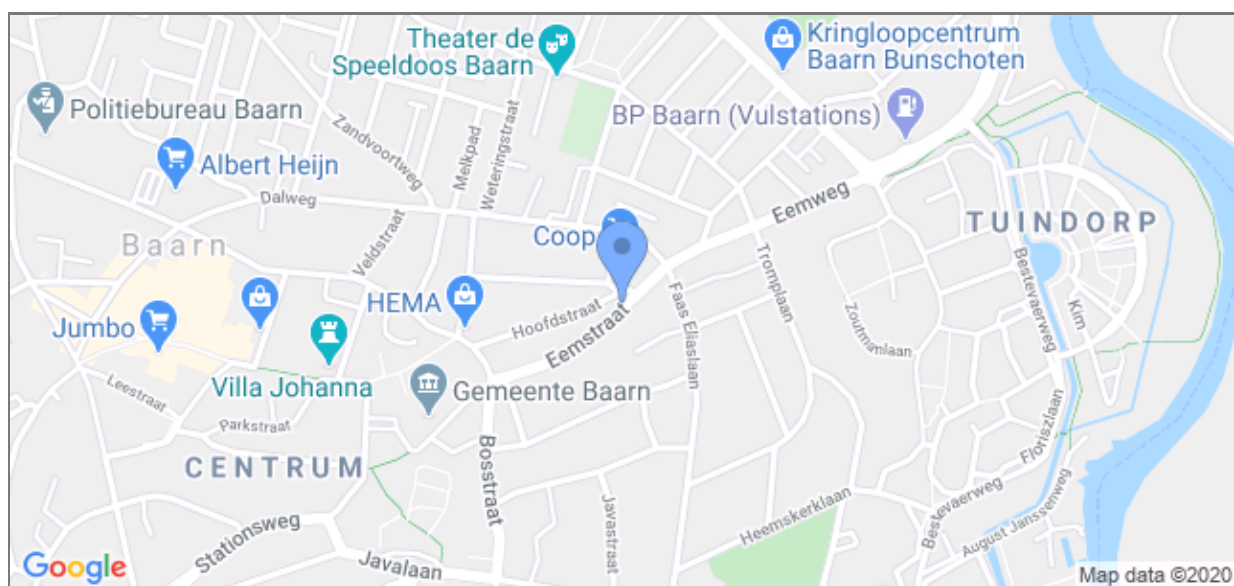 Theater de
Speeldoos Baarn
Kringloopcentrum
Baarn Bunschoten
Politiebureau Baarn
BP Baarn (Vulstations)
Zandvoortweg
Melkpad
Weteringstraat
Albert Heijn
Dalweg
Eemweg
TUINDORP
Baarn
Veldstraat
Coop
Tromplaan
Bestevaerweg
Kim
HEMA
Hoofdstraat
Eemstraat
Faas Eliaslaan
Zoutmanlaan
Jumbo
Villa Johanna
Gemeente Baarn
Leestraat
Parkstraat
CENTRUM
Bosstraat
Floriszlaan
Javastraat
Heemskerklaan
Bestevaerweg
August Janssenweg
Stationsweg
Javalaan
Google
Map data ©2020